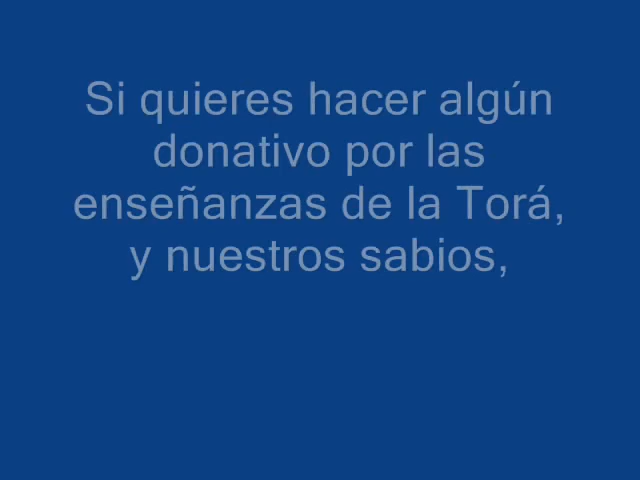 Si quieres hacer algún
donativo por las
enseñanzas de la Torá,
y nuestros sabios,